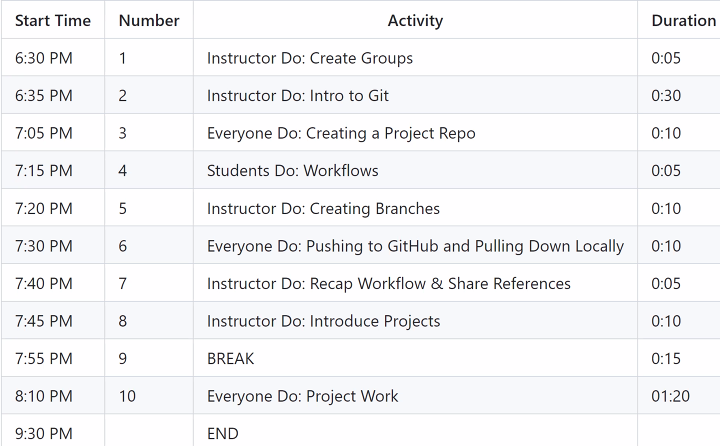 Start Time Number Activity Duration
6:30 PM 1 Instructor Do: Create Groups 0:05
6:35 PM 2 Instructor Do: Intro to Git 0:30
7:05 PM 3 Everyone Do: Creating a Project Repo 0:10
7:15 PM 4 Students Do: Workflows 0:05
7:20 PM 5 Instructor Do: Creating Branches 0:10
7:30 PM 6 Everyone Do: Pushing to GitHub and Pulling Down Locally 0:10
7:40 PM 7 Instructor Do: Recap Workflow & Share References 0:05
7:45 PM 8 Instructor Do: Introduce Projects 0:10
7:55 PM 9 BREAK 0:15
8:10 PM 10 Everyone Do: Project Work 01:20
9:30 PM END